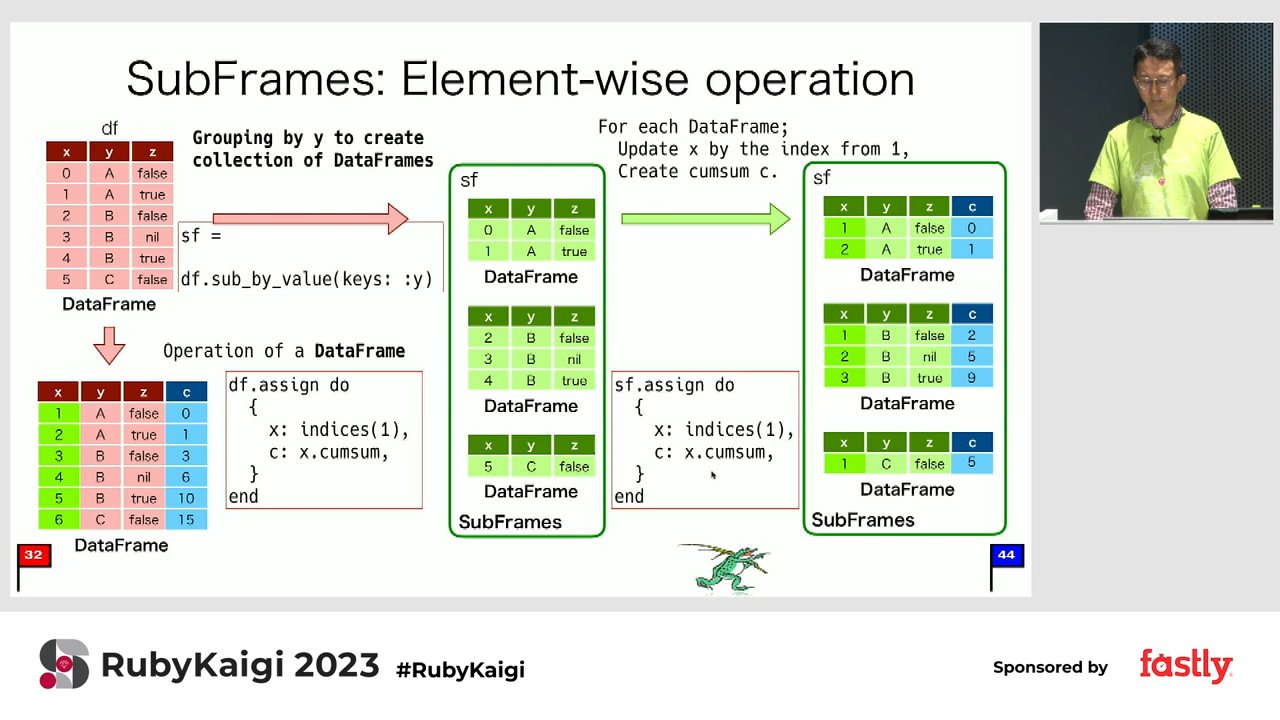 SubFrames: Element-wise operation
df
x y z
0 A false
1 A true
2 B false
3 B nil
4 B true
5 C false
DataFrame
Grouping by y to create
collection of DataFrames
sf =
df.sub_by_value(keys: :y)
Operation of a DataFrame
x y z c
1 A false 0
2 A true 1
3 B false 3
4 B nil 6
5 B true 10
6 C false 15
DataFrame
df.assign do
{
x: indices(1),
c: x.cumsum,
}
end
sf
x y z
0 A false
1 A true
DataFrame
x y z
2 B false
3 B nil
4 B true
DataFrame
x y z
5 C false
DataFrame
SubFrames
For each DataFrame;
Update x by the index from 1,
Create cumsum c.
sf.assign do
{
x: indices(1),
c: x.cumsum,
}
end
sf
x y z c
1 A false 0
2 A true 1
DataFrame
x y z c
1 B false 2
2 B nil 5
3 B true 9
DataFrame
x y z c
1 C false 5
DataFrame
SubFrames
32
44
RubyKaigi 2023 #RubyKaigi
Sponsored by fastly